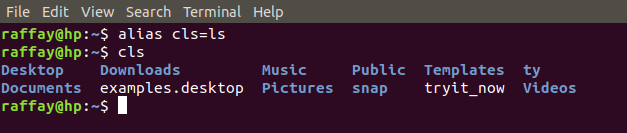 File Edit View Search Terminal Help
raffay@hp:~$ alias cls=ls
raffay@hp:~$ cls
Desktop Downloads Music Public Templates ty
Documents examples.desktop Pictures snap tryit_now Videos
raffay@hp:~$